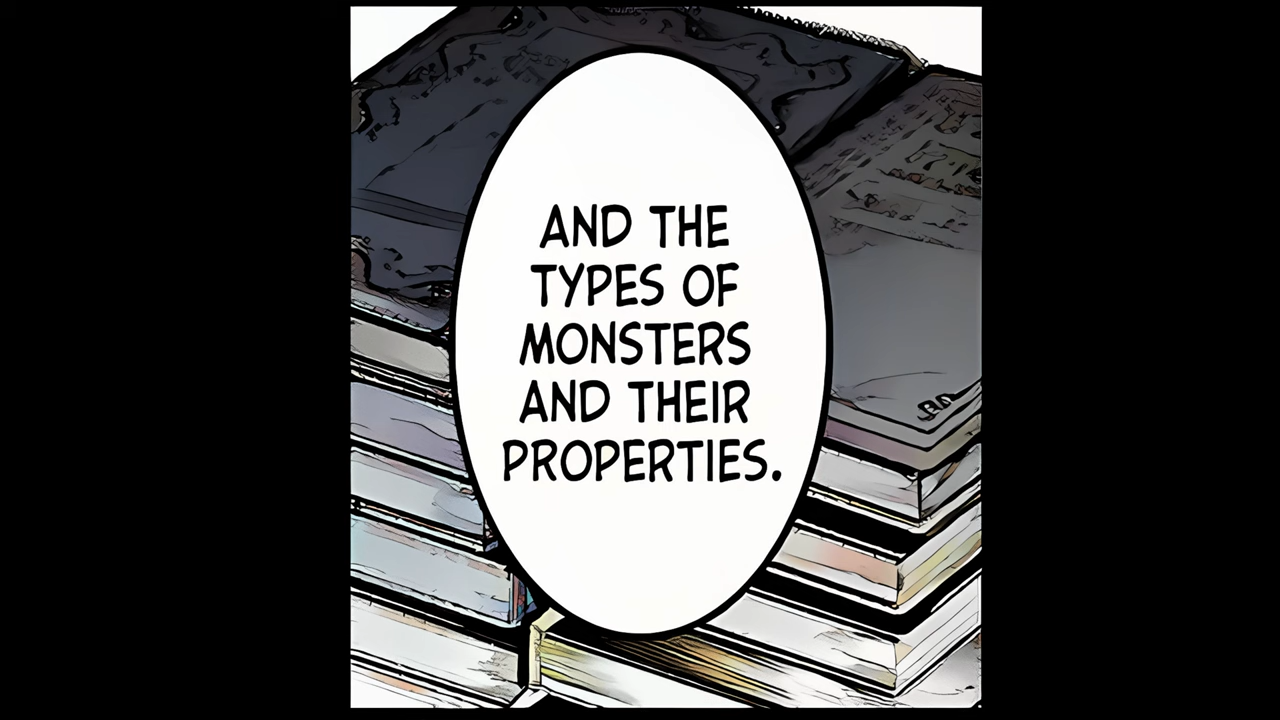 AND THE
TYPES OF
MONSTERS
AND THEIR
PROPERTIES.